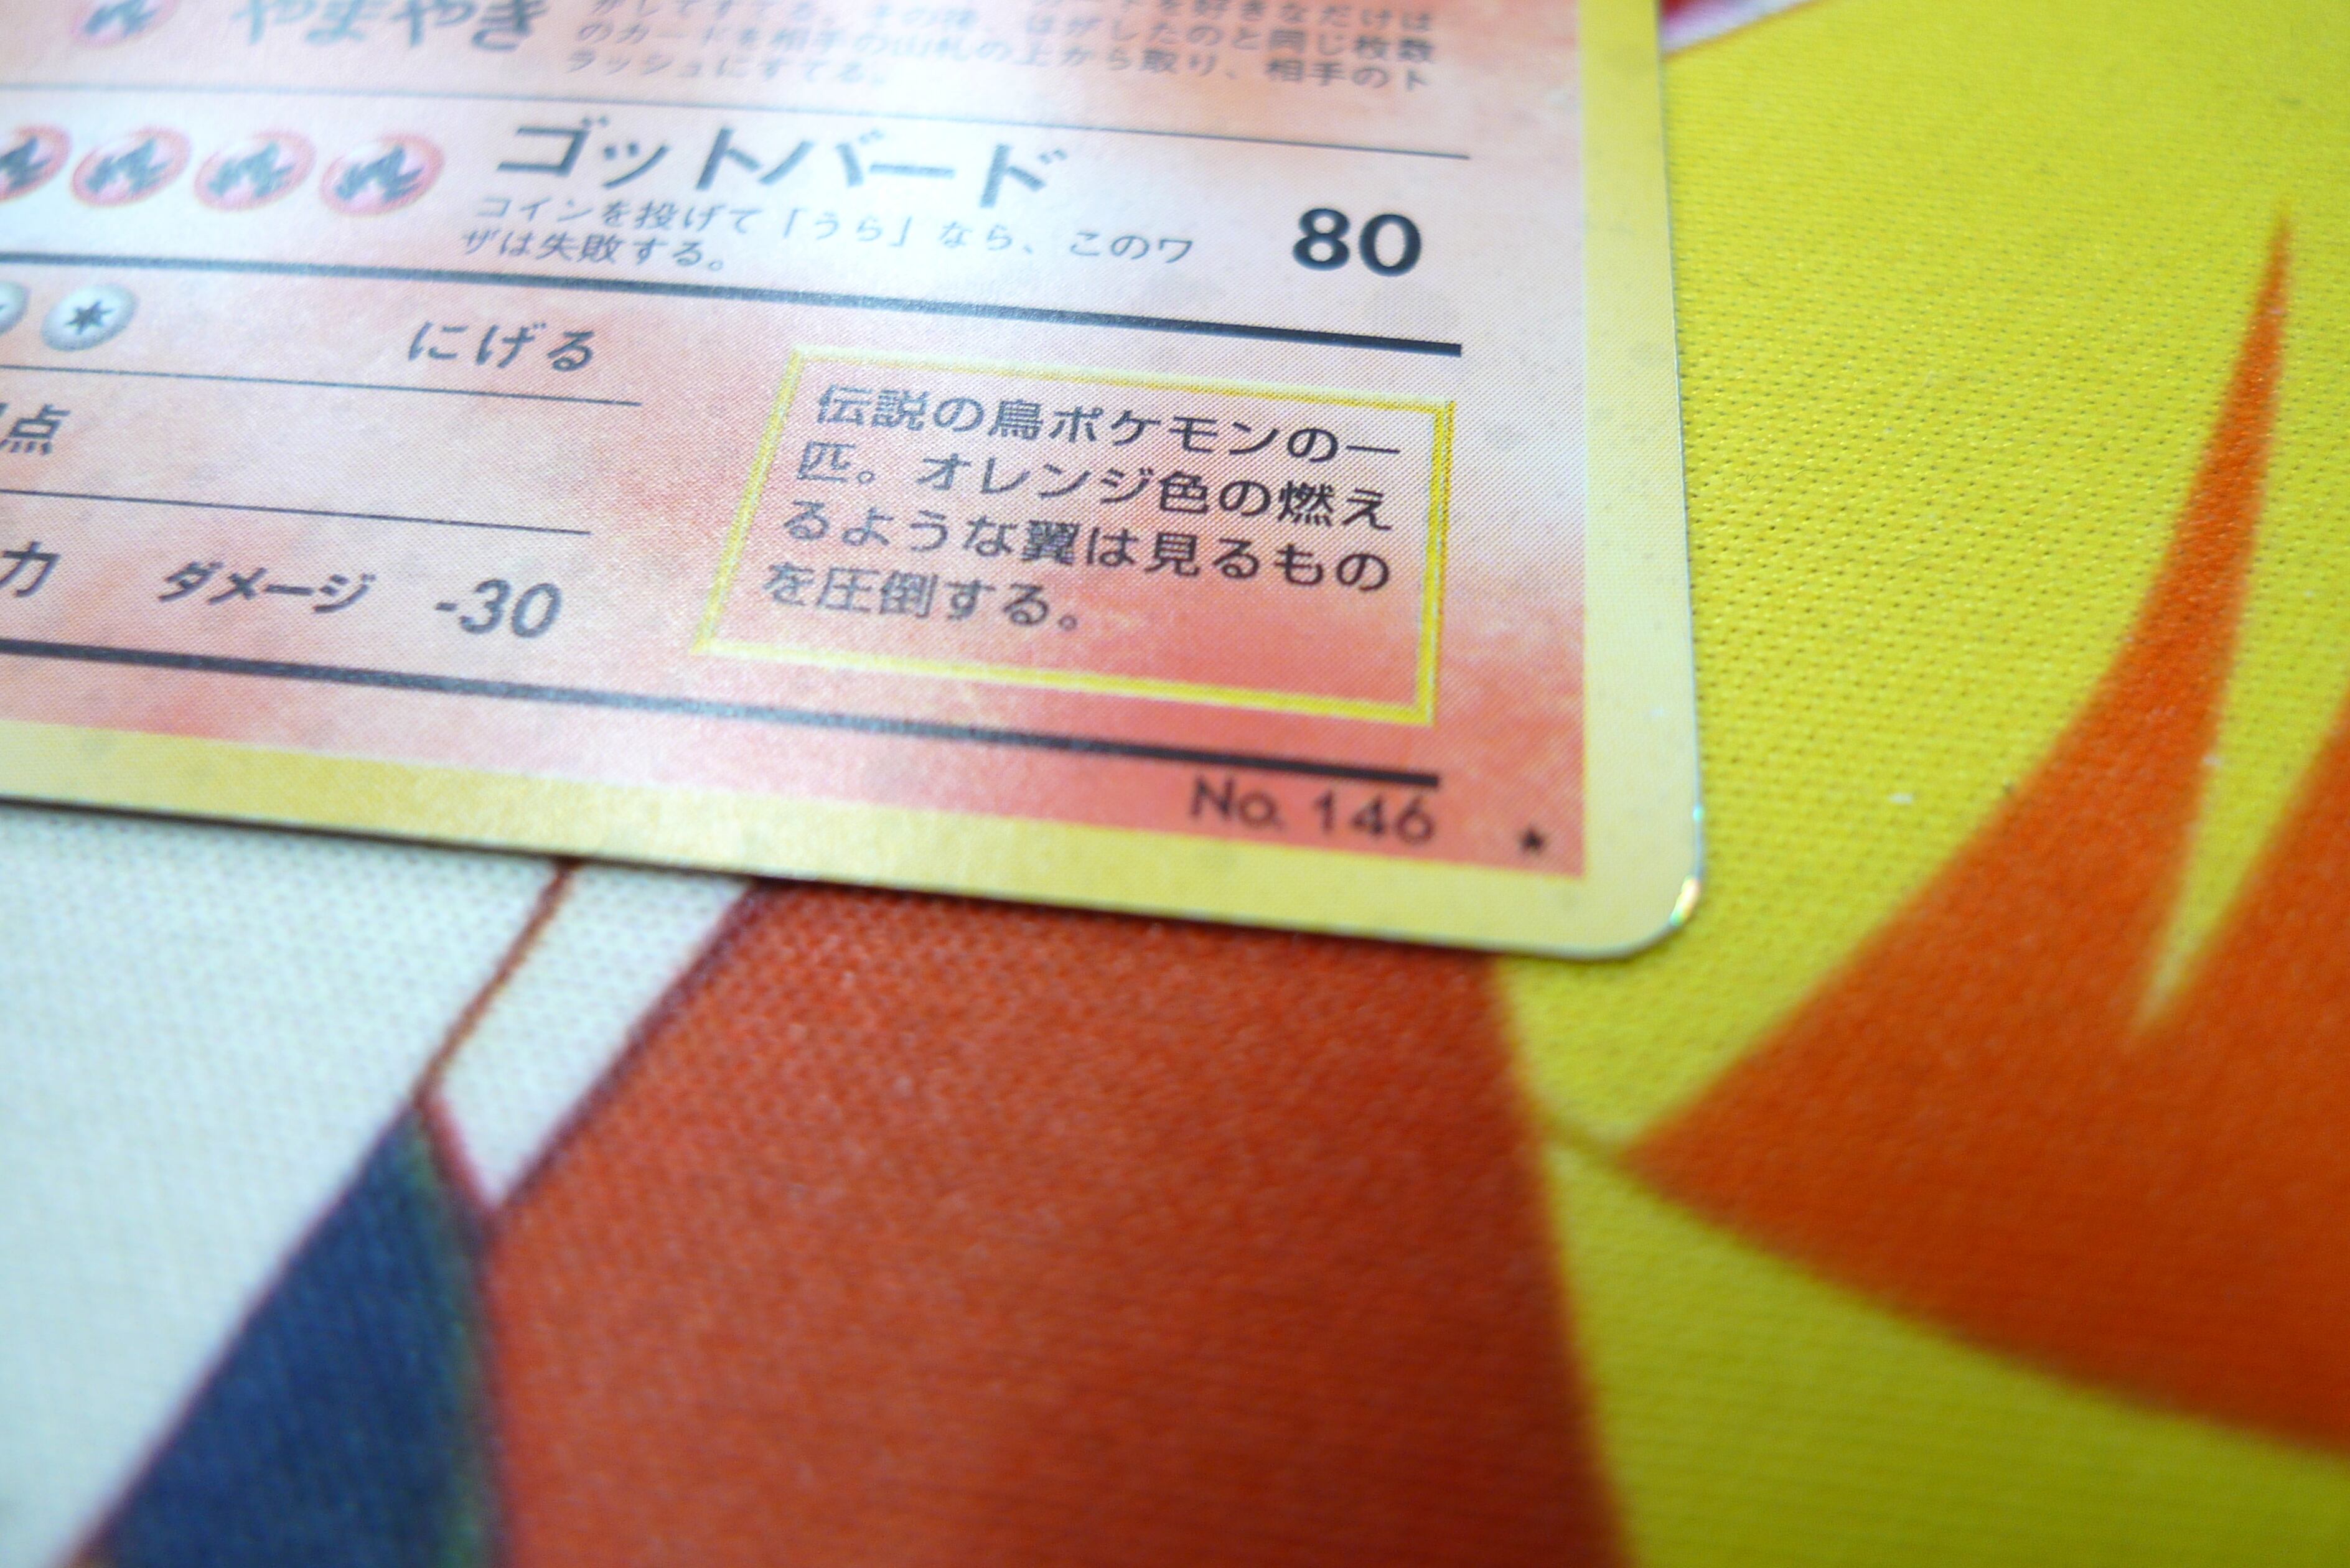 やまやき
のカードを相手の山札の上から取り、相手のト
ラッシュにすてる。
ゴットバード
コインを投げて「うら」なら、このワ
ザは失敗する。
80
にげる
点
力 ダメージ -30
伝説の鳥ポケモンの一
匹。オレンジ色の燃え
るような翼は見るもの
を圧倒する。
No. 146 ★